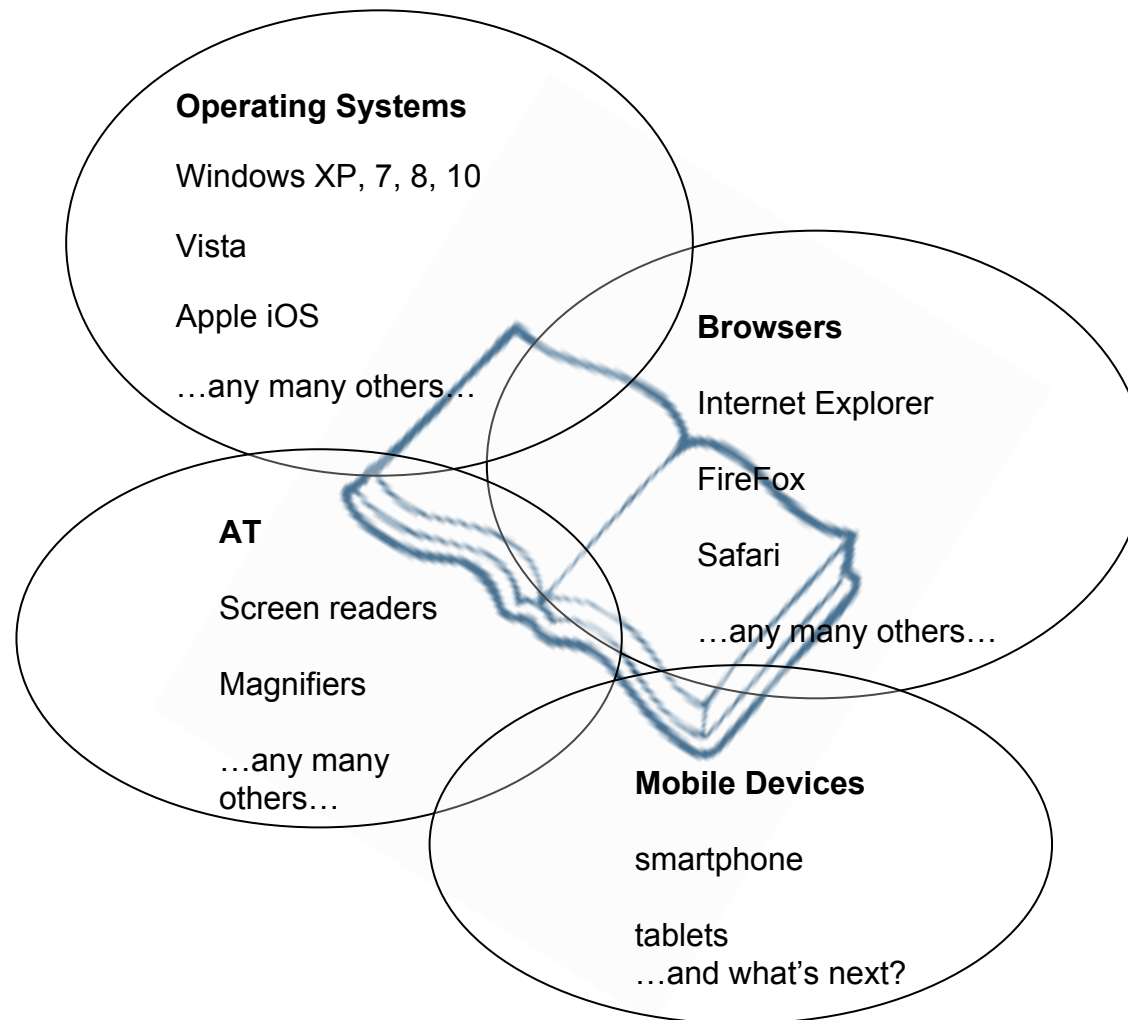 Operating Systems
Windows XP, 7, 8, 10
Vista
Apple iOS
…any many others…
Browsers
Internet Explorer
FireFox
Safari
…any many others…
AT
Screen readers
Magnifiers
…any many
others…
Mobile Devices
smartphone
tablets
…and what’s next?